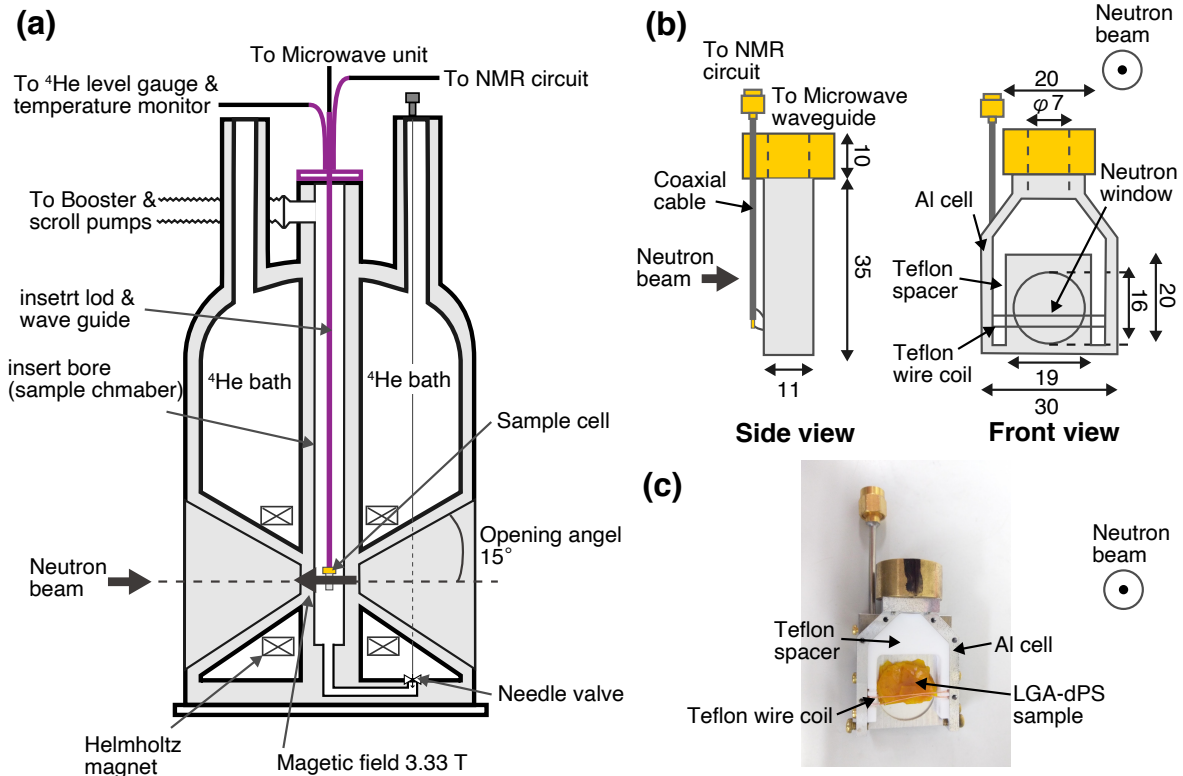 (a)
To Microwave unit
To ⁴He level gauge &
temperature monitor
To NMR circuit
To Booster &
scroll pumps
insetrt lod &
wave guide
insert bore
(sample chmaber)
⁴He bath
⁴He bath
Sample cell
Opening angel
15°
Neutron
beam
Needle valve
Helmholtz
magnet
Magetic field 3.33 T
(b)
To NMR
circuit
To Microwave
waveguide
Coaxial
cable
Neutron
beam
10
35
11
Side view
Neutron
beam
20
φ7
Neutron
window
Al cell
Teflon
spacer
Teflon
wire coil
16
20
19
30
Front view
(c)
Neutron
beam
Teflon
spacer
Al cell
Teflon wire coil
LGA-dPS
sample